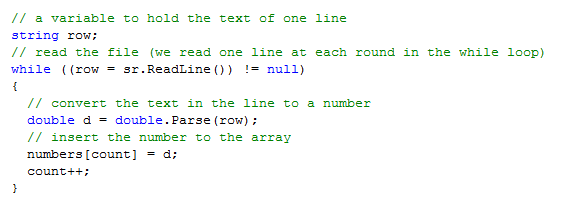 // a variable to hold the text of one line
string row;
// read the file (we read one line at each round in the while loop)
while ((row = sr.ReadLine()) != null)
{
  // convert the text in the line to a number
  double d = double.Parse(row);
  // insert the number to the array
  numbers[count] = d;
  count++;
}